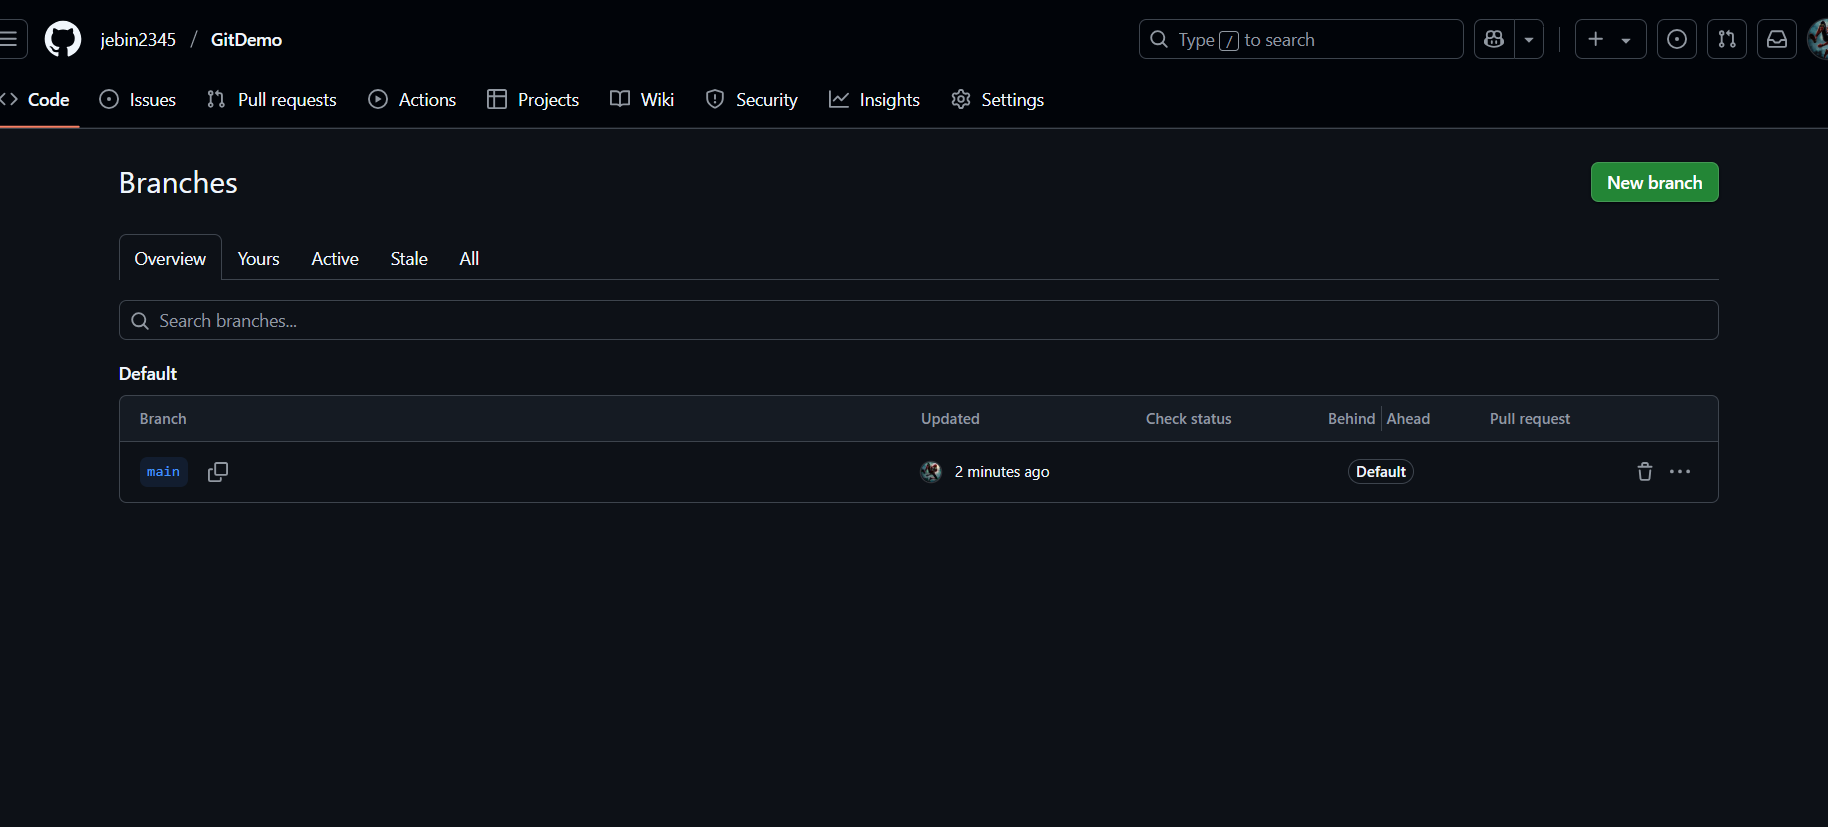 jebin2345 / GitDemo
Type / to search
Code Issues Pull requests Actions Projects Wiki Security Insights Settings
Branches
New branch
Overview Yours Active Stale All
Search branches...
Default
Branch Updated Check status Behind Ahead Pull request
main 2 minutes ago Default